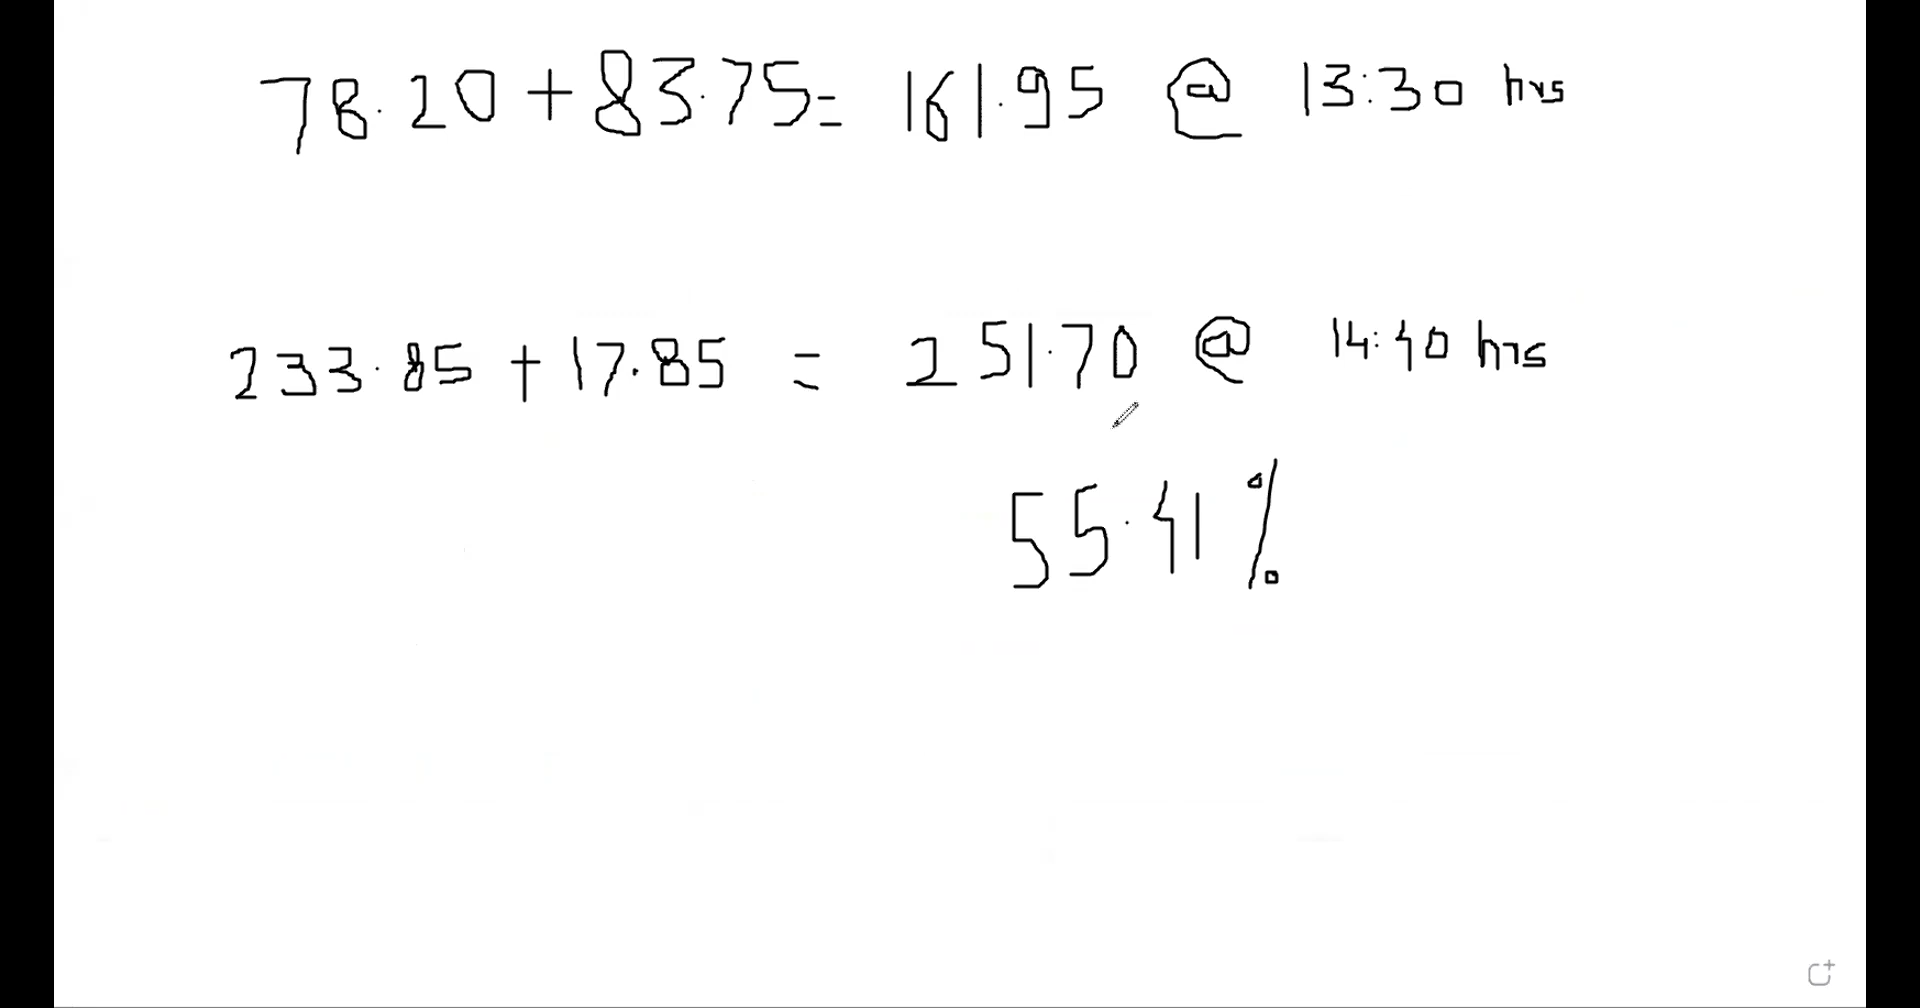 78.20 + 83.75 = 161.95 @ 13:30 hrs
233.85 + 17.85 = 251.70 @ 14:40 hrs
55.41%